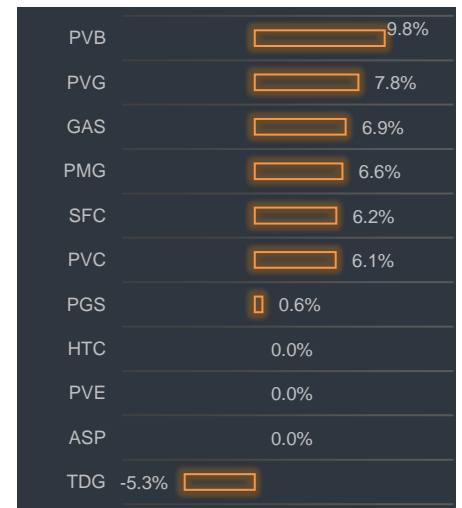 PVB 9.8%
PVG 7.8%
GAS 6.9%
PMG 6.6%
SFC 6.2%
PVC 6.1%
PGS 0.6%
HTC 0.0%
PVE 0.0%
ASP 0.0%
TDG -5.3%